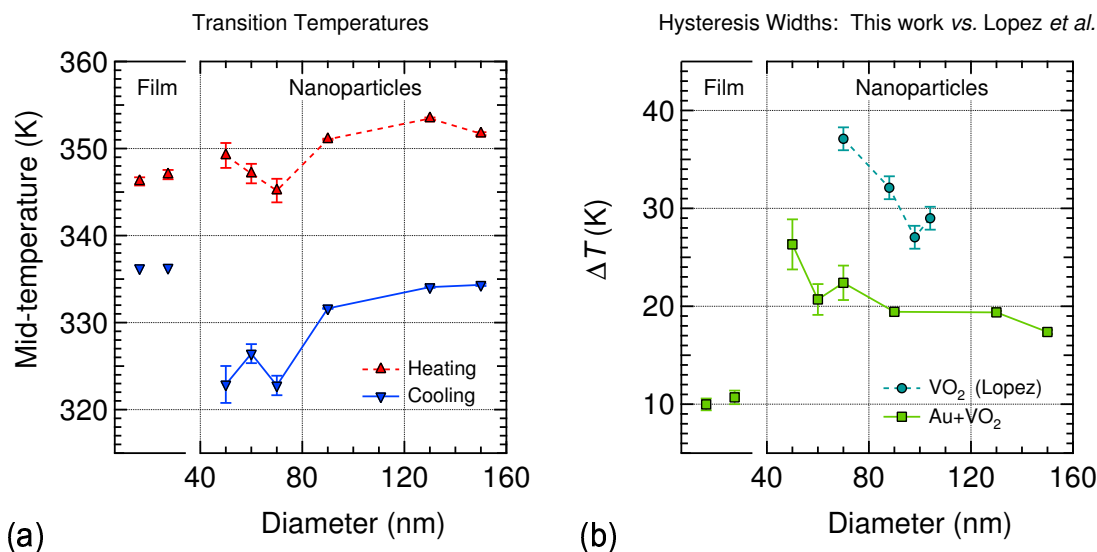 Transition Temperatures
360
350
340
330
320
Mid-temperature (K)
Film
Nanoparticles
Heating
Cooling
40
80
120
160
Diameter (nm)
(a)
Hysteresis Widths: This work vs. Lopez et al.
40
30
20
10
ΔT (K)
Film
Nanoparticles
VO₂ (Lopez)
Au+VO₂
40
80
120
160
Diameter (nm)
(b)